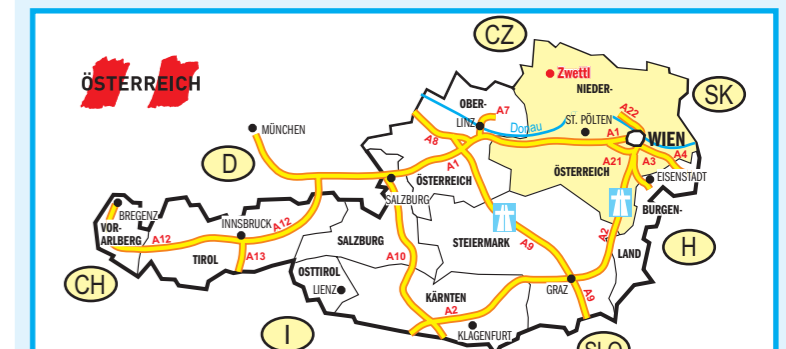 CZ
ÖSTERREICH
Zwettl
NIEDER-
SK
OBER-
A7
A22
LINZ
Donau
ST. PÖLTEN
MÜNCHEN
A8
A1
WIEN
D
A1
A21
A3
A4
ÖSTERREICH
ÖSTERREICH
EISENSTADT
SALZBURG
BREGENZ
INNSBRUCK
A12
BURGEN-
VOR-
ARLBERG
A12
SALZBURG
STEIERMARK
A9
A2
LAND
H
TIROL
A13
A10
OSTTIROL
CH
LIENZ
KÄRNTEN
GRAZ
A9
A2
I
KLAGENFURT
SLO